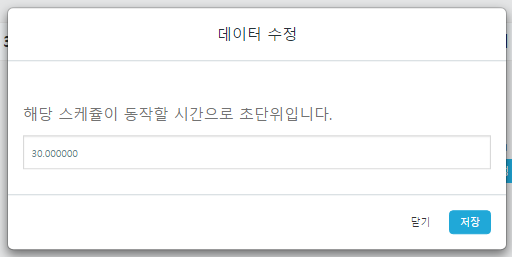 데이터 수정
해당 스케쥴이 동작할 시간으로 초단위입니다.
30.000000
닫기
저장